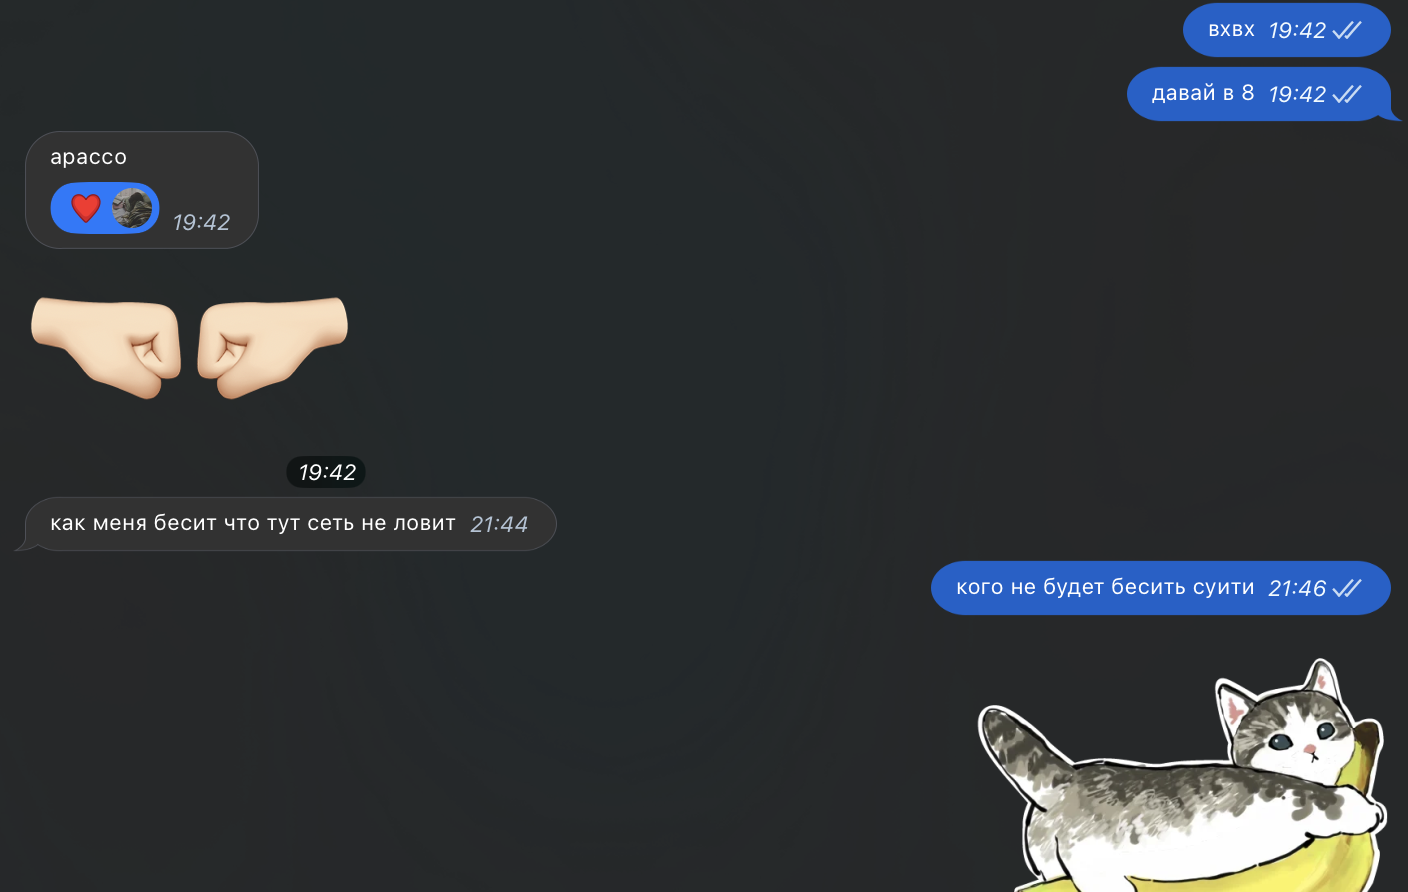 вхвх 19:42
давай в 8 19:42
арассо
19:42
19:42
как меня бесит что тут сеть не ловит 21:44
кого не будет бесить суити 21:46